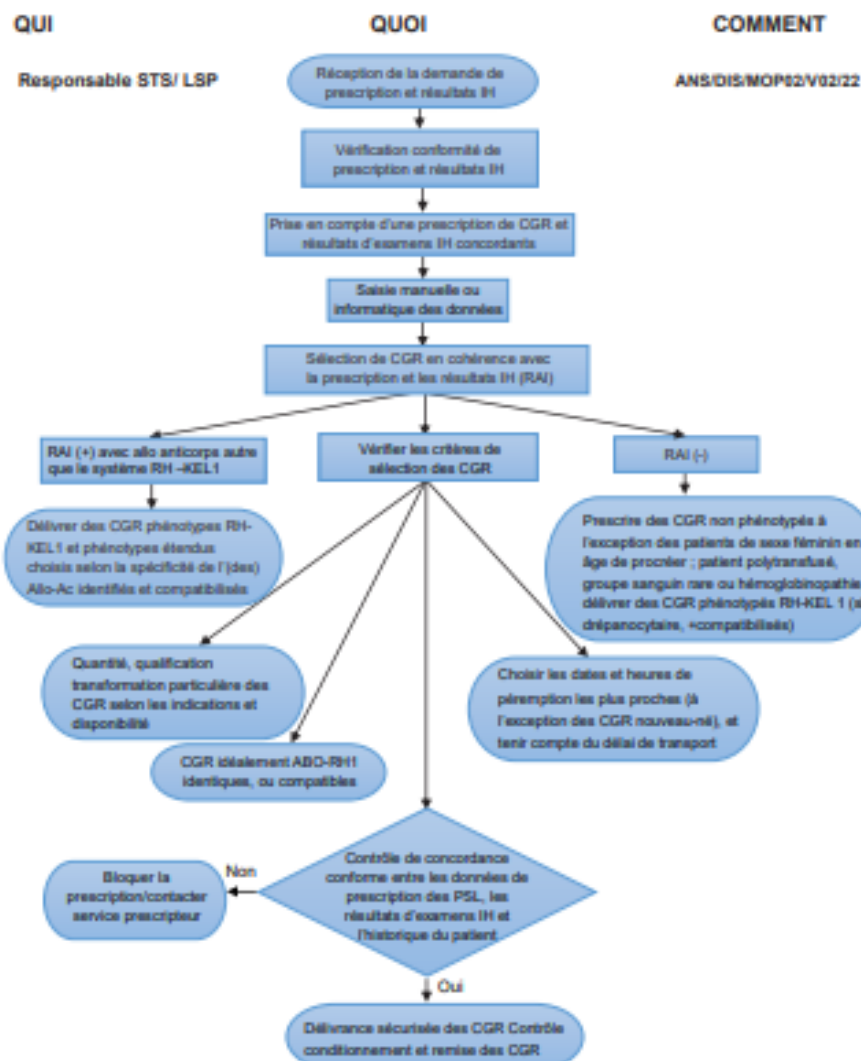 QUI
QUOI
COMMENT
Responsable STS/ LSP
Réception de la demande de
prescription et résultats IH
ANS/DIS/MOP02/V02/22
Vérification conformité de
prescription et résultats IH
Prise en compte d'une prescription de CGR et
résultats d'examens IH concordants
Saisie manuelle ou
informatique des données
Sélection de CGR en cohérence avec
la prescription et les résultats IH (RAI)
RAI (+) avec allo anticorps autre
que le système RH –KEL1
Vérifier les critères de
sélection des CGR
RAI (-)
Délivrer des CGR phénotypes RH-
KEL1 et phénotypes étendus
choisis selon la spécificité de l'(des)
Allo-Ac identifiés et compatibilisés
Prescrire des CGR non phénotypés à
l'exception des patients de sexe féminin en
âge de procréer ; patient polytransfusé,
groupe sanguin rare ou hémoglobinopathie
délivrer des CGR phénotypés RH-KEL 1 (
drépanocytaire, +compatibilisés)
Quantité, qualification
transformation particulière des
CGR selon les indications et
disponibilité
Choisir les dates et heures de
péremption les plus proches (à
l'exception des CGR nouveau-né), et
tenir compte du délai de transport
CGR idéalement ABO-RH1
identiques, ou compatibles
Contrôle de concordance
conforme entre les données de
prescription des PSL, les
résultats d'examens IH et
l'historique du patient
Non
Bloquer la
prescription/contacter
service prescripteur
Oui
Délivrance sécurisée des CGR Contrôle
conditionnement et remise des CGR